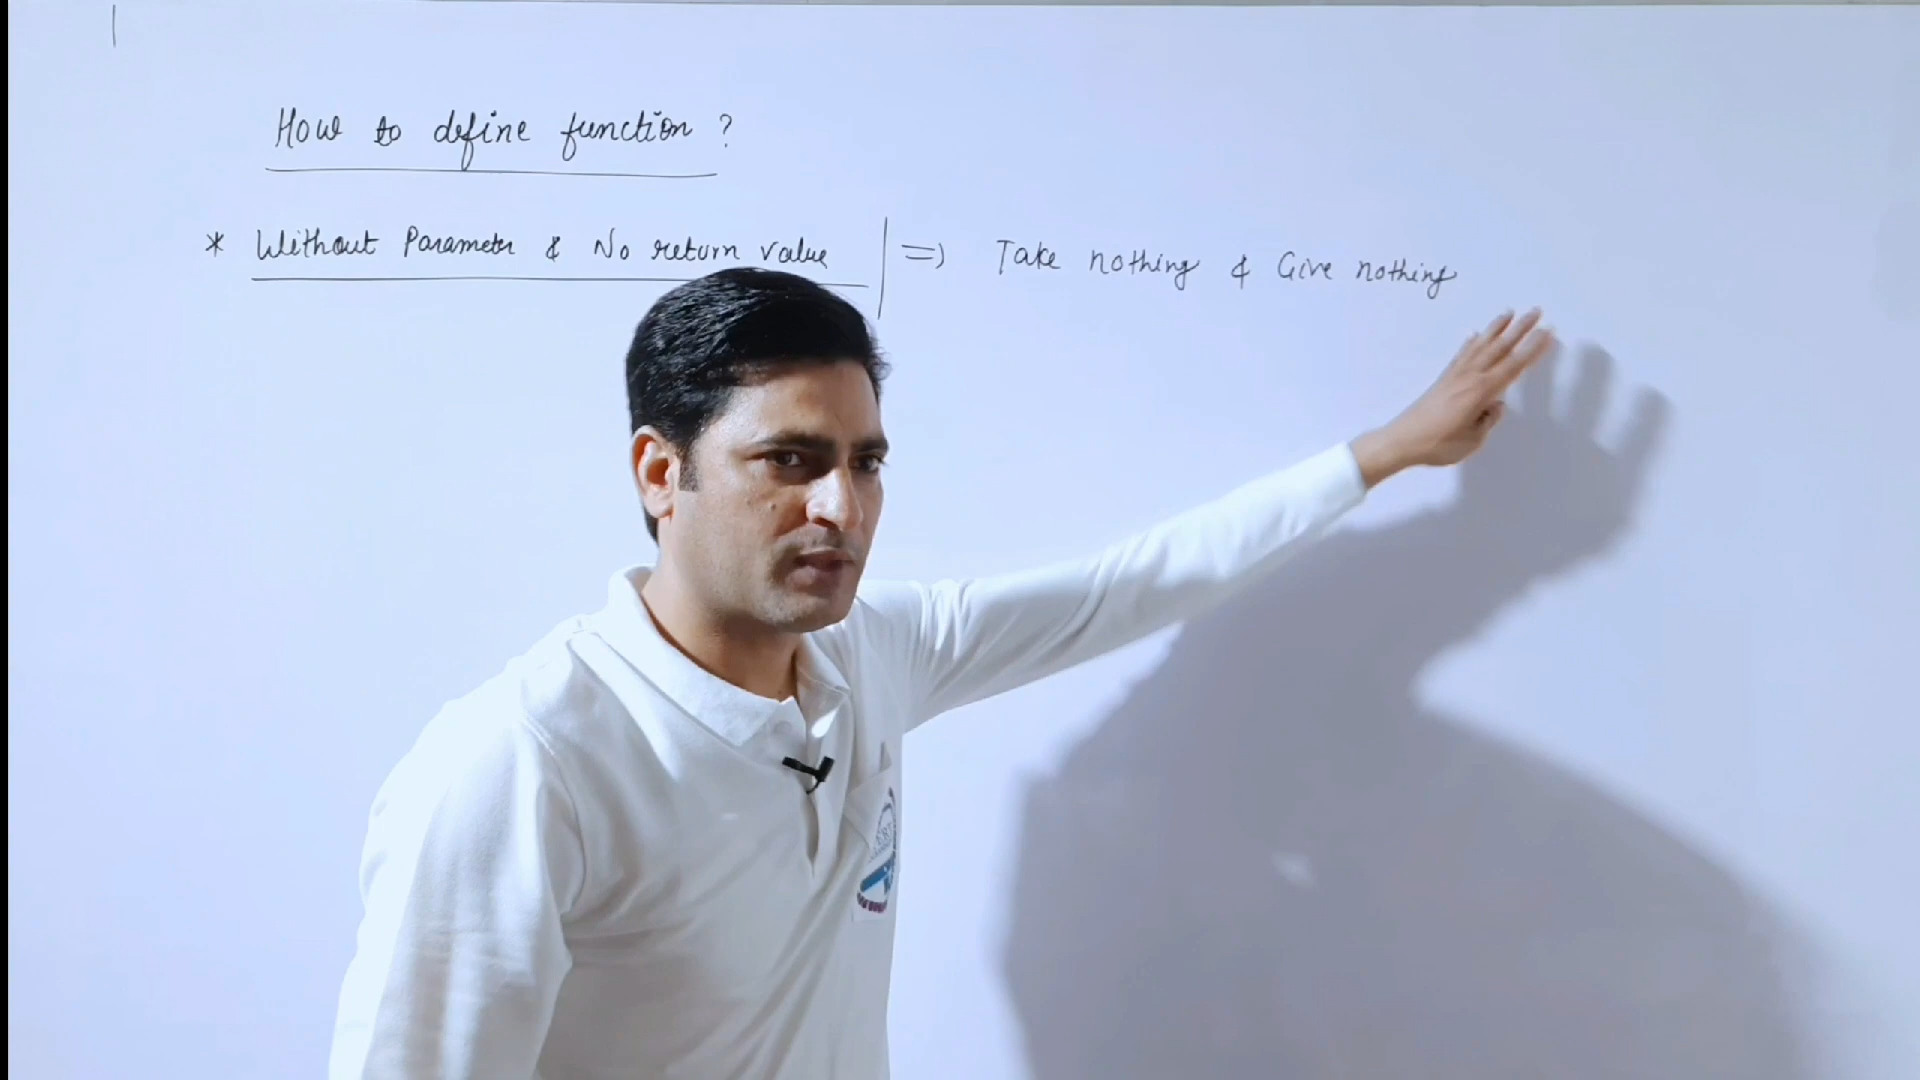 How to define function ?
* Without Parameter & No return value | => Take nothing & Give nothing